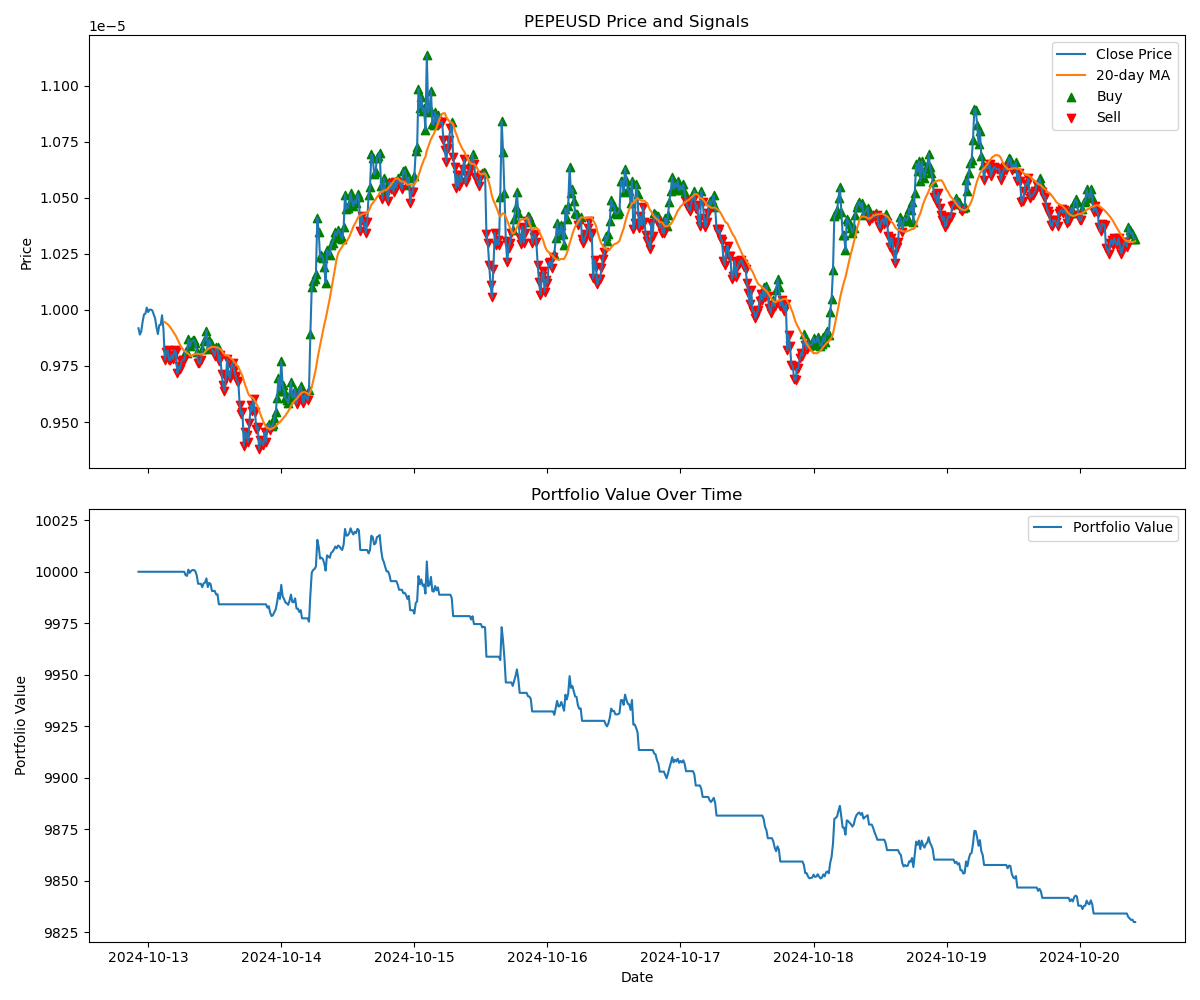 PEPEUSD Price and Signals
1e−5
Close Price
20-day MA
Buy
Sell
1.100
1.075
1.050
1.025
1.000
0.975
0.950
Price
Portfolio Value Over Time
Portfolio Value
10025
10000
9975
9950
9925
9900
9875
9850
9825
Portfolio Value
2024-10-13
2024-10-14
2024-10-15
2024-10-16
2024-10-17
2024-10-18
2024-10-19
2024-10-20
Date